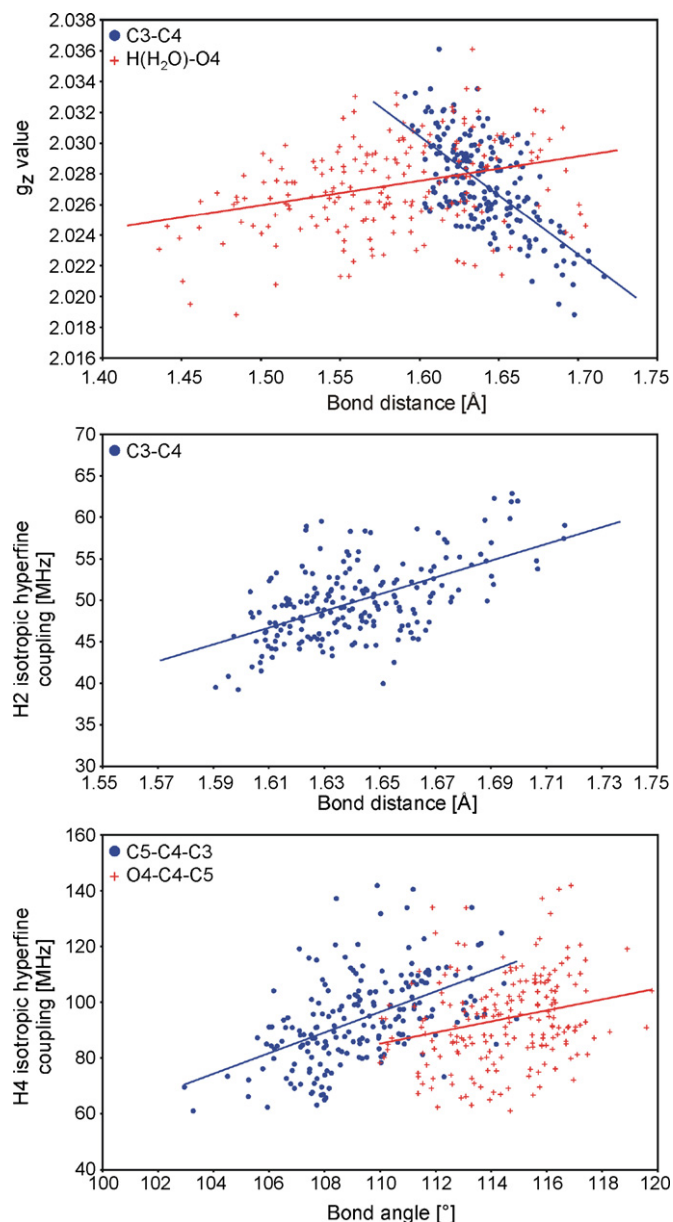 2.038
2.036
2.034
2.032
2.030
2.028
2.026
2.024
2.022
2.020
2.018
2.016
g_z value
C3-C4
H(H₂O)-O4
1.40 1.45 1.50 1.55 1.60 1.65 1.70 1.75
Bond distance [Å]
70
65
60
55
50
45
40
35
30
H2 isotropic hyperfine
coupling [MHz]
C3-C4
1.55 1.57 1.59 1.61 1.63 1.65 1.67 1.69 1.71 1.73 1.75
Bond distance [Å]
160
140
120
100
80
60
40
H4 isotropic hyperfine
coupling [MHz]
C5-C4-C3
O4-C4-C5
100 102 104 106 108 110 112 114 116 118 120
Bond angle [°]